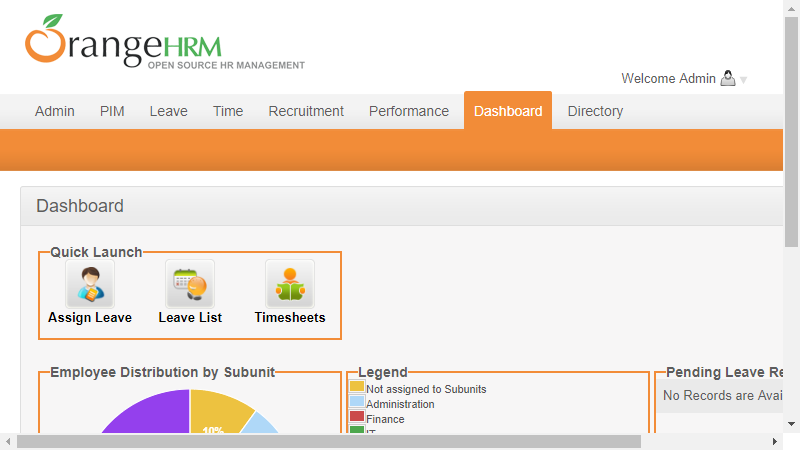 OrangeHRM
OPEN SOURCE HR MANAGEMENT
Welcome Admin
Admin PIM Leave Time Recruitment Performance Dashboard Directory
Dashboard
Quick Launch
Assign Leave Leave List Timesheets
Employee Distribution by Subunit
10%
Legend
Not assigned to Subunits
Administration
Finance
IT
Pending Leave Re
No Records are Avai